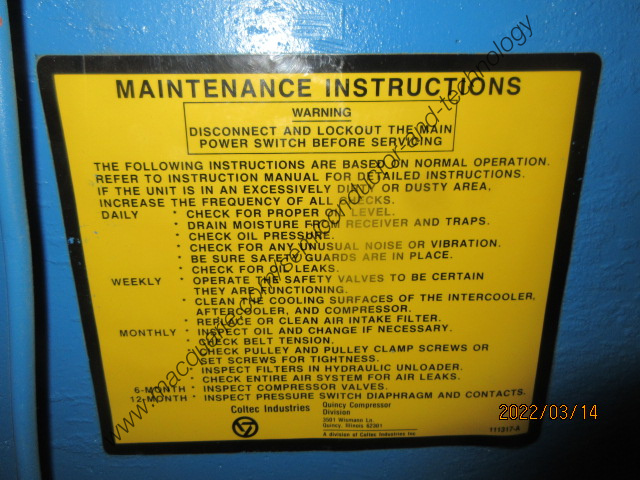 MAINTENANCE INSTRUCTIONS
WARNING
DISCONNECT AND LOCKOUT THE MAIN
POWER SWITCH BEFORE SERVICING
THE FOLLOWING INSTRUCTIONS ARE BASED ON NORMAL OPERATION.
REFER TO INSTRUCTION MANUAL FOR DETAILED INSTRUCTIONS.
IF THE UNIT IS IN AN EXCESSIVELY DIRTY OR DUSTY AREA,
INCREASE THE FREQUENCY OF ALL CHECKS.
DAILY * CHECK FOR PROPER OIL LEVEL.
* DRAIN MOISTURE FROM RECEIVER AND TRAPS.
* CHECK OIL PRESSURE.
* CHECK FOR ANY UNUSUAL NOISE OR VIBRATION.
* BE SURE SAFETY GUARDS ARE IN PLACE.
* CHECK FOR OIL LEAKS.
WEEKLY * OPERATE THE SAFETY VALVES TO BE CERTAIN
THEY ARE FUNCTIONING.
* CLEAN THE COOLING SURFACES OF THE INTERCOOLER,
AFTERCOOLER, AND COMPRESSOR.
* REPLACE OR CLEAN AIR INTAKE FILTER.
MONTHLY * INSPECT OIL AND CHANGE IF NECESSARY.
* CHECK BELT TENSION.
* CHECK PULLEY AND PULLEY CLAMP SCREWS OR
SET SCREWS FOR TIGHTNESS.
* INSPECT FILTERS IN HYDRAULIC UNLOADER.
* CHECK ENTIRE AIR SYSTEM FOR AIR LEAKS.
6-MONTH * INSPECT COMPRESSOR VALVES.
12-MONTH * INSPECT PRESSURE SWITCH DIAPHRAGM AND CONTACTS.
Coltec Industries
Quincy Compressor
Division
3501 Wismann Ln.
Quincy, Illinois 62301
A division of Coltec Industries Inc
111317-A
2022/03/14